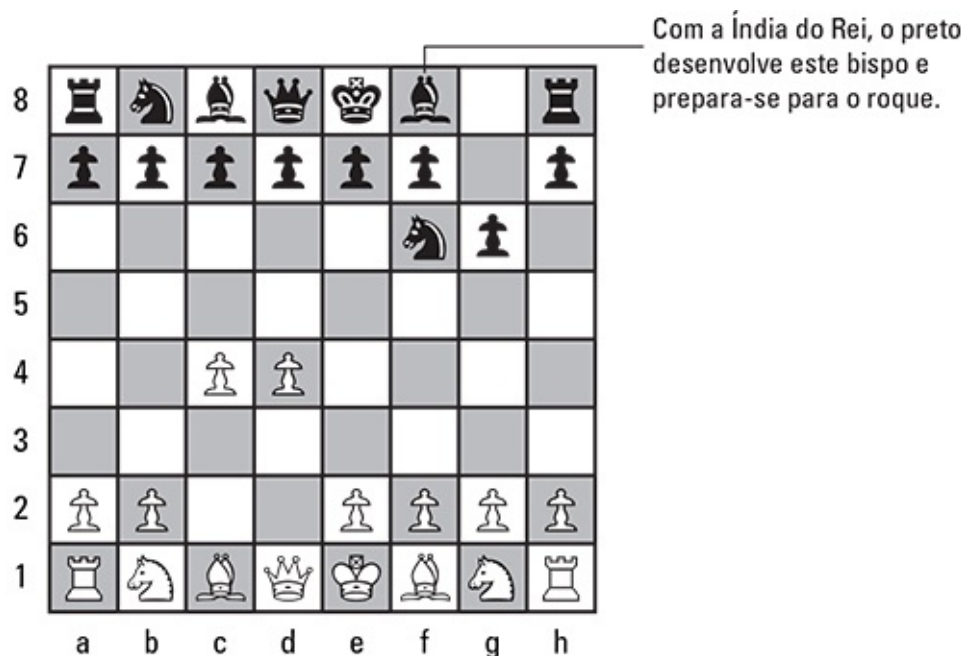 Com a Índia do Rei, o preto
desenvolve este bispo e
prepara-se para o roque.
8
7
6
5
4
3
2
1
a b c d e f g h